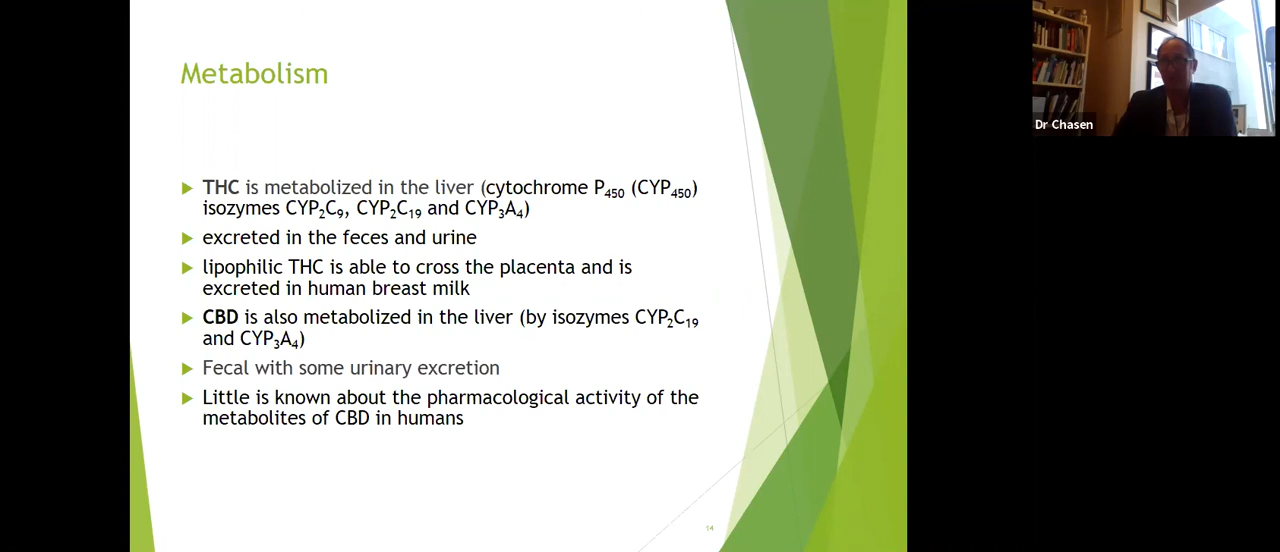 Metabolism
THC is metabolized in the liver (cytochrome P450 (CYP450)
isozymes CYP2C9, CYP2C19 and CYP3A4)
excreted in the feces and urine
lipophilic THC is able to cross the placenta and is
excreted in human breast milk
CBD is also metabolized in the liver (by isozymes CYP2C19
and CYP3A4)
Fecal with some urinary excretion
Little is known about the pharmacological activity of the
metabolites of CBD in humans
14
Dr Chasen